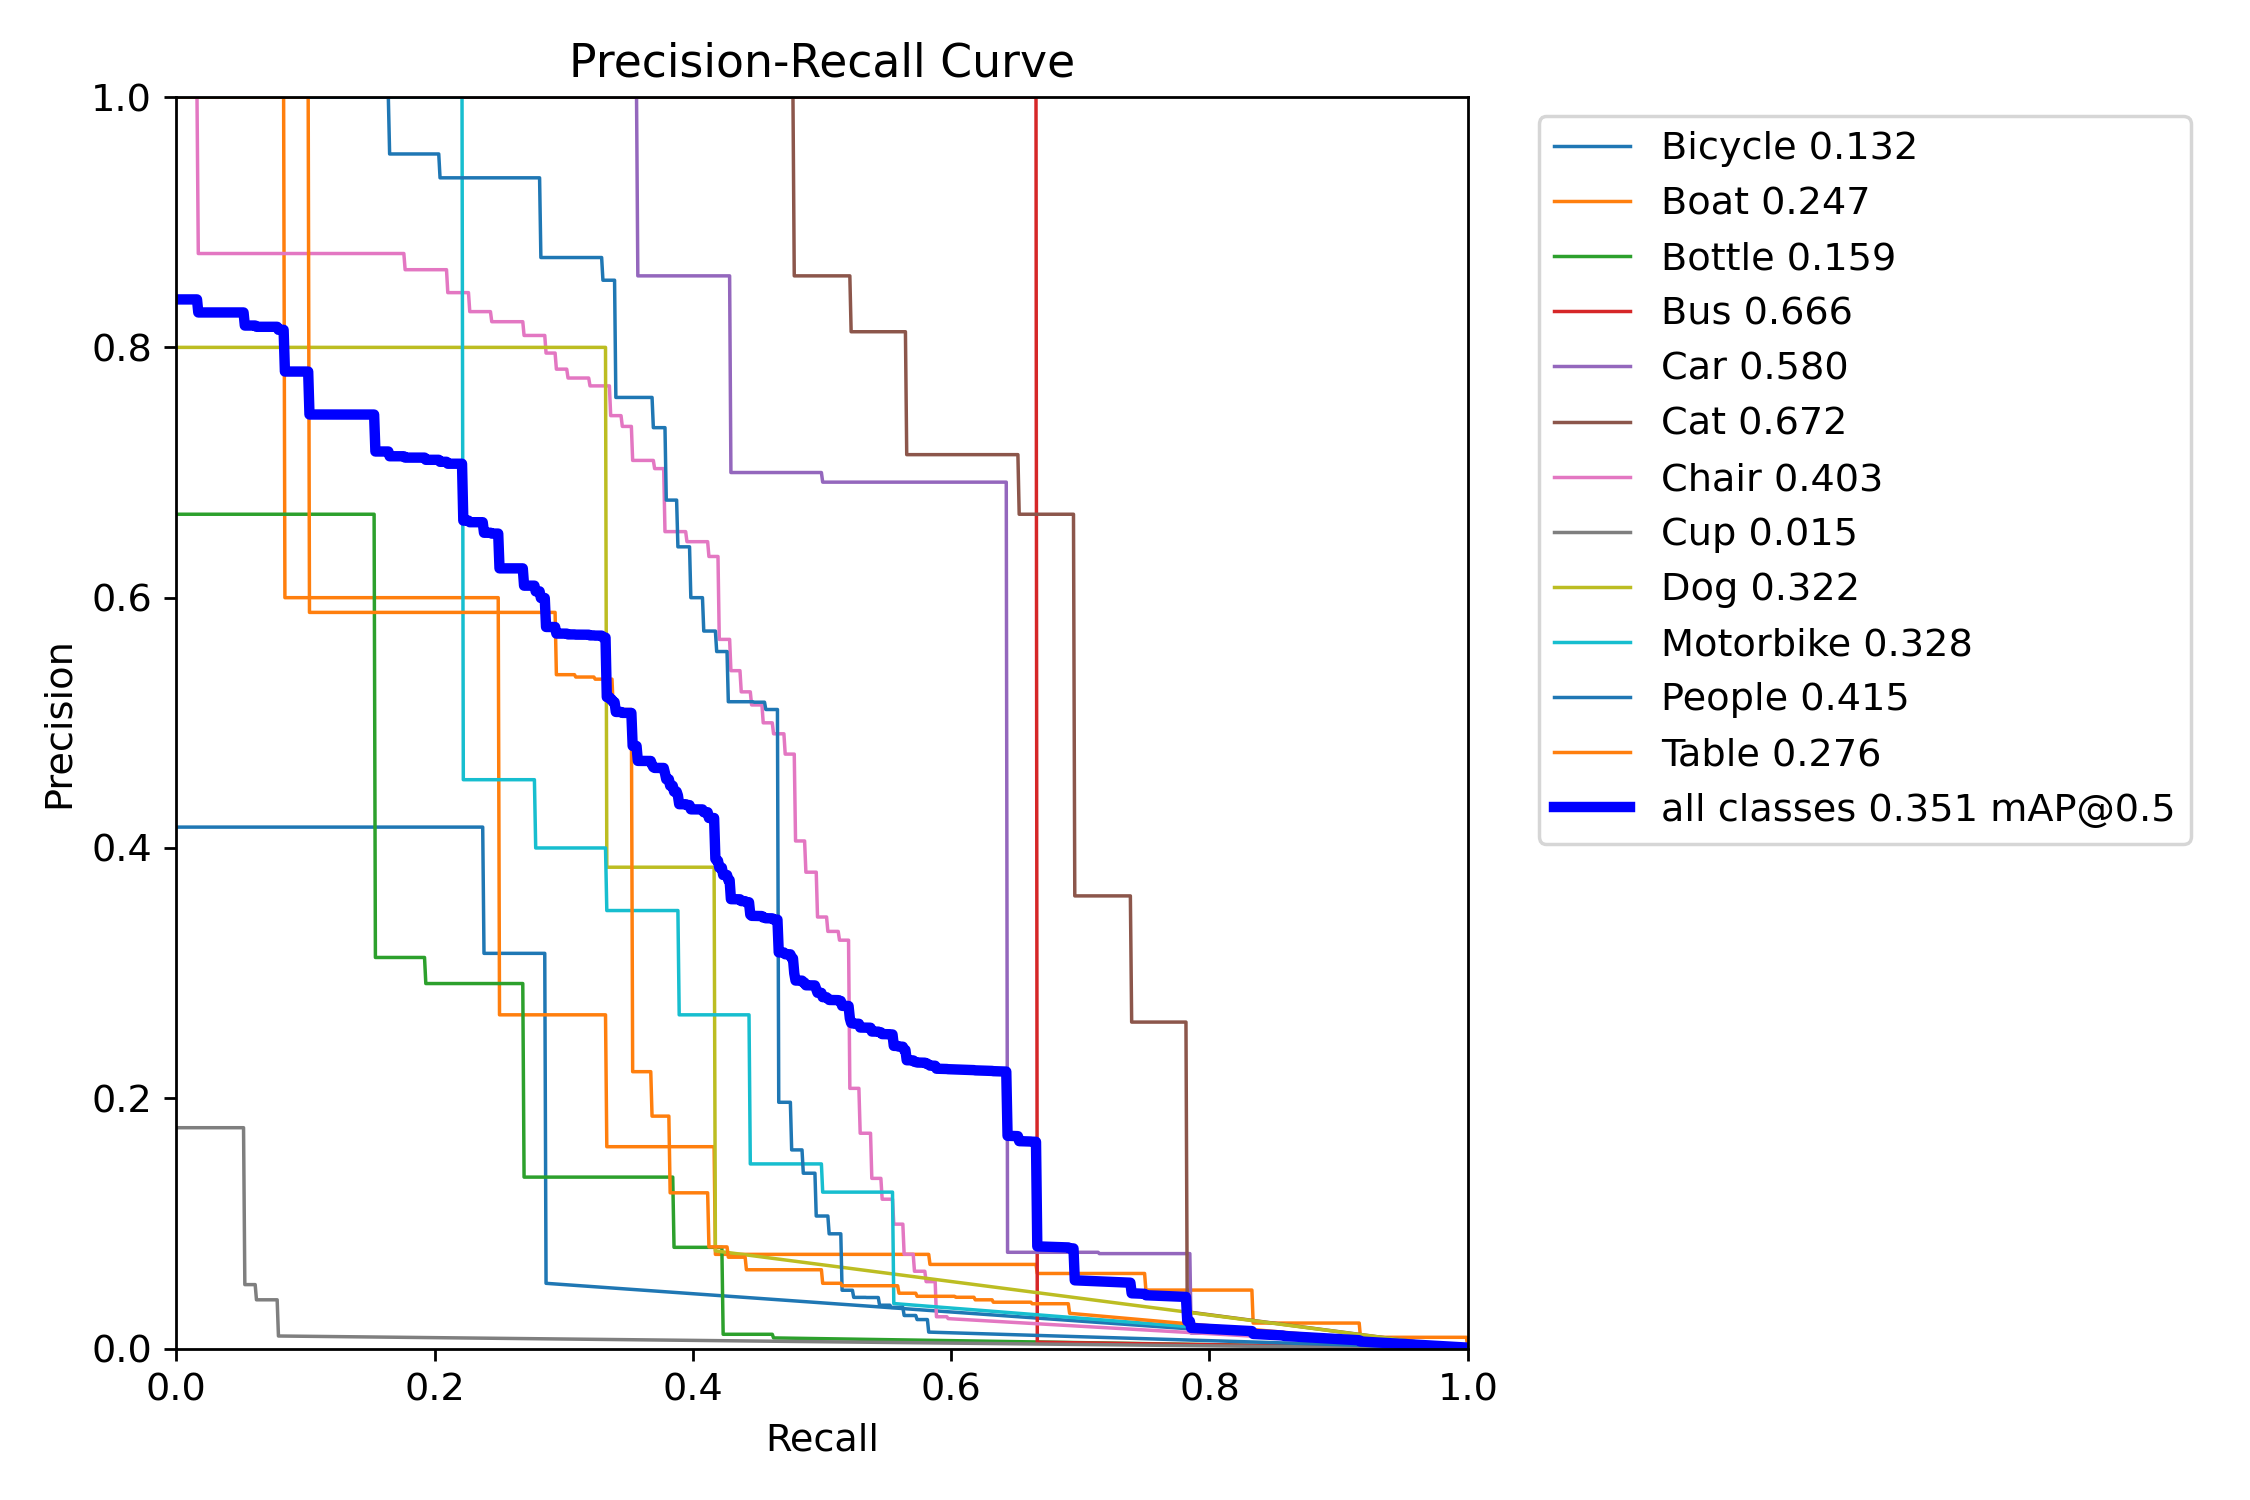 Precision-Recall Curve
1.0
0.8
0.6
0.4
0.2
0.0
Precision
0.0 0.2 0.4 0.6 0.8 1.0
Recall
Bicycle 0.132
Boat 0.247
Bottle 0.159
Bus 0.666
Car 0.580
Cat 0.672
Chair 0.403
Cup 0.015
Dog 0.322
Motorbike 0.328
People 0.415
Table 0.276
all classes 0.351 mAP@0.5